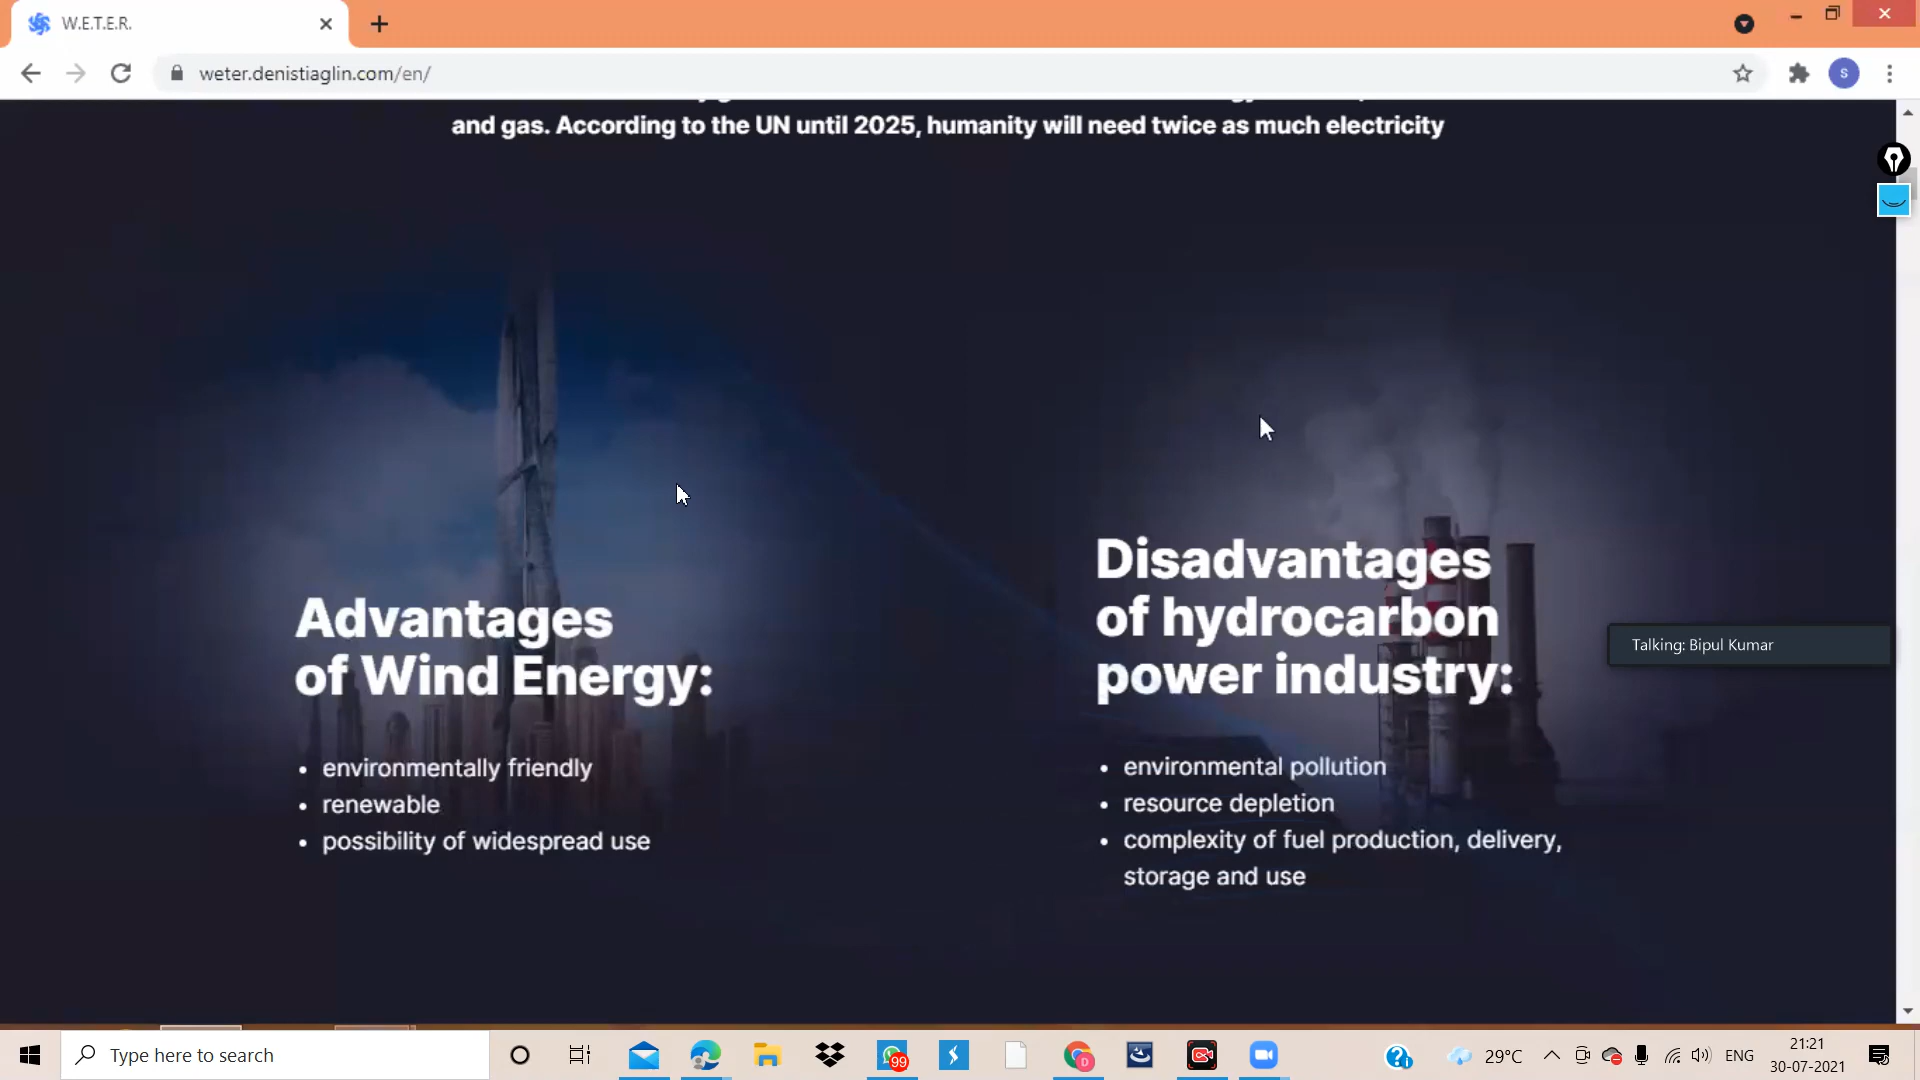 W.E.T.E.R.
weter.denistiaglin.com/en/
S
and gas. According to the UN until 2025, humanity will need twice as much electricity
Advantages
of Wind Energy:
environmentally friendly
renewable
possibility of widespread use
Disadvantages
of hydrocarbon
power industry:
environmental pollution
resource depletion
complexity of fuel production, delivery,
storage and use
Talking: Bipul Kumar
Type here to search
99
D
29°C
ENG
21:21
30-07-2021